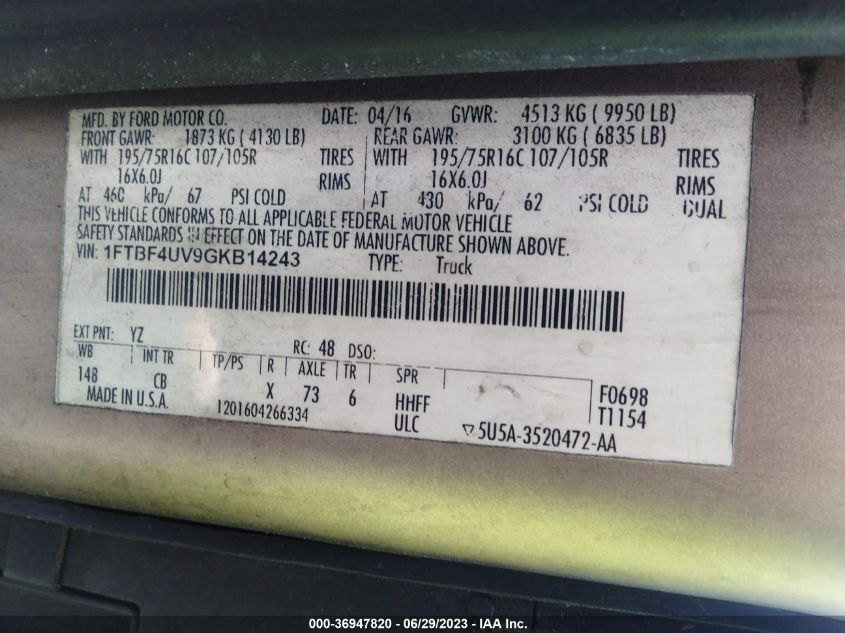 MFD. BY FORD MOTOR CO. DATE: 04/16 GVWR: 4513 KG ( 9950 LB)
FRONT GAWR: 1873 KG ( 4130 LB) REAR GAWR: 3100 KG ( 6835 LB)
WITH 195/75R16C 107/105R TIRES WITH 195/75R16C 107/105R TIRES
16X6.0J RIMS 16X6.0J RIMS
AT 460 kPa/ 67 PSI COLD AT 430 kPa/ 62 PSI COLD DUAL
THIS VEHICLE CONFORMS TO ALL APPLICABLE FEDERAL MOTOR VEHICLE
SAFETY STANDARDS IN EFFECT ON THE DATE OF MANUFACTURE SHOWN ABOVE.
VIN: 1FTBF4UV9GKB14243 TYPE: Truck
EXT PNT: YZ RC: 48 DSO:
WB INT TR TP/PS R AXLE TR SPR
148 CB X 73 6 HHFF F0698
MADE IN U.S.A. 1201604266334 ULC T1154
▽5U5A-3520472-AA
000-36947820 - 06/29/2023 - IAA Inc.